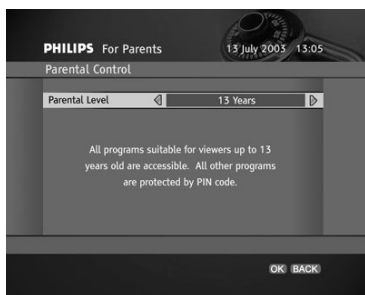 PHILIPS For Parents 13 July 2003 13:05
Parental Control
Parental Level 13 Years
All programs suitable for viewers up to 13
years old are accessible. All other programs
are protected by PIN code.
OK BACK